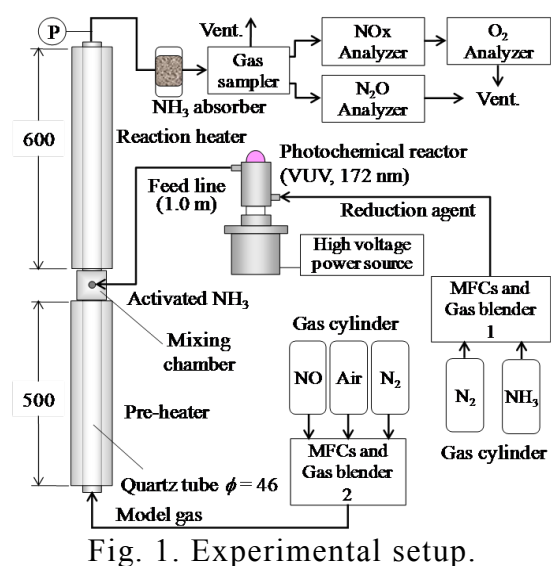 P
Vent.
Gas
sampler
NOx
Analyzer
O2
Analyzer
N2O
Analyzer
Vent.
NH3 absorber
600
Reaction heater
Photochemical reactor
(VUV, 172 nm)
Feed line
(1.0 m)
Reduction agent
High voltage
power source
Activated NH3
Mixing
chamber
MFCs and
Gas blender
1
Gas cylinder
NO
Air
N2
N2
NH3
Gas cylinder
500
Pre-heater
MFCs and
Gas blender
2
Quartz tube ϕ = 46
Model gas
Fig. 1. Experimental setup.